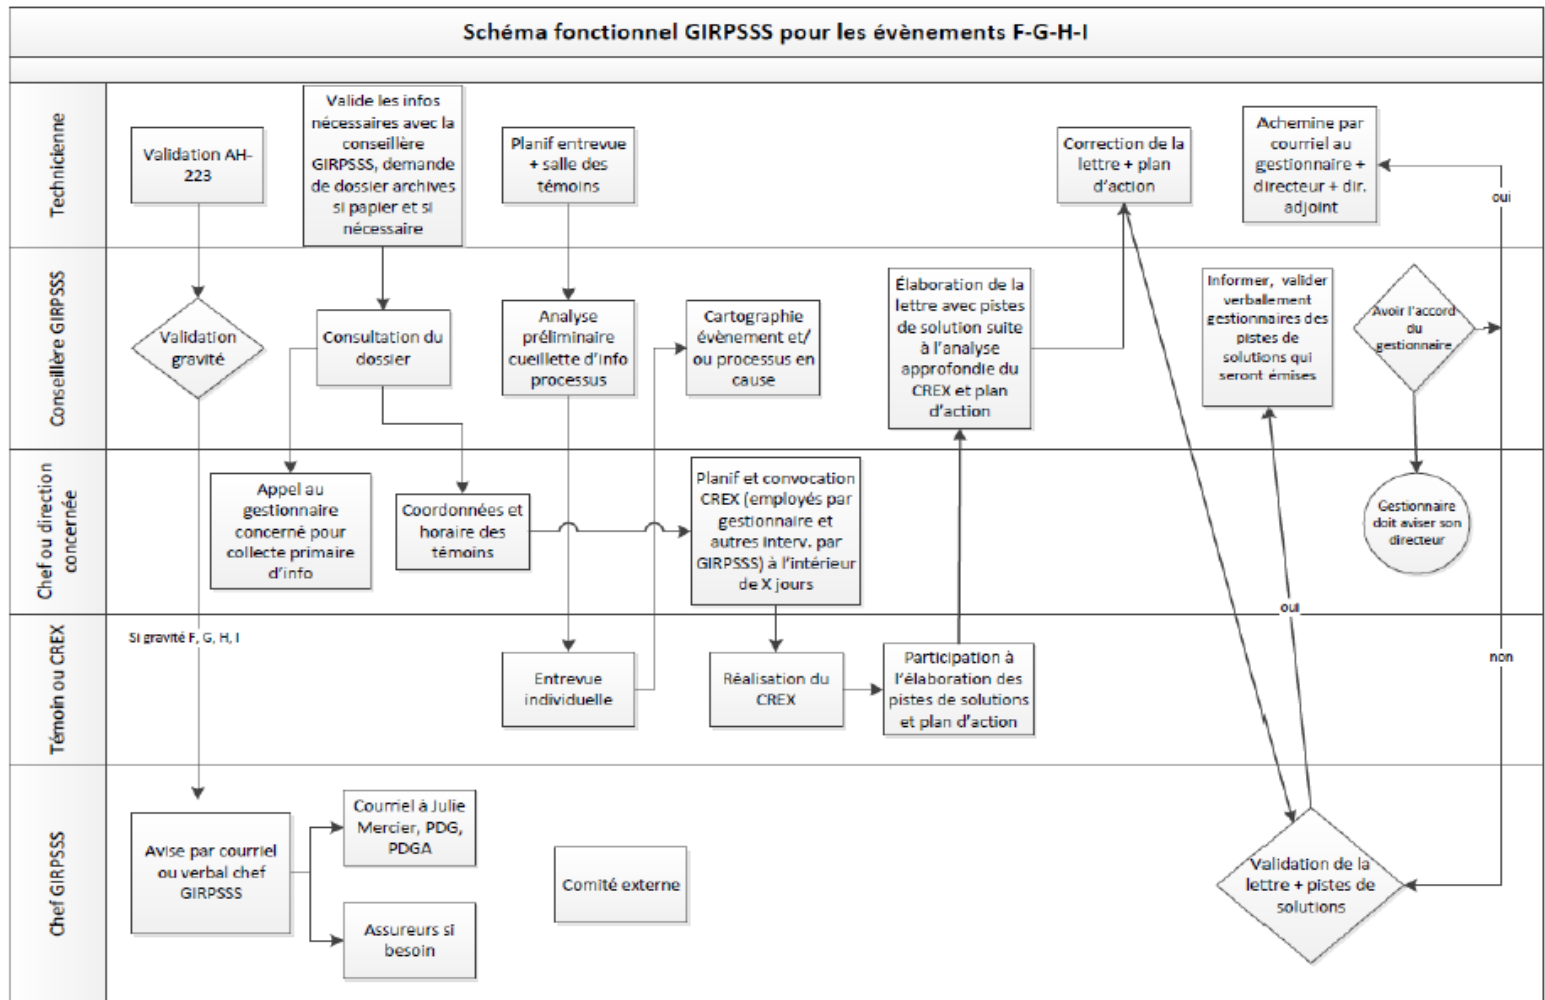 Schéma fonctionnel GIRPSSS pour les évènements F-G-H-I
Technicienne
Validation AH-
223
Valide les infos
nécessaires avec la
conseillère
GIRPSSS, demande
de dossier archives
si papier et si
nécessaire
Planif entrevue
+ salle des
témoins
Correction de la
lettre + plan
d'action
Achemine par
courriel au
gestionnaire +
directeur + dir.
adjoint
oui
Conseillère GIRPSSS
Validation
gravité
Consultation du
dossier
Analyse
préliminaire
cueillette d'info
processus
Cartographie
évènement et/
ou processus en
cause
Élaboration de la
lettre avec pistes
de solution suite
à l'analyse
approfondie du
CREX et plan
d'action
Informer, valider
verbalement
gestionnaires des
pistes de
solutions qui
seront émises
Avoir l'accord
du
gestionnaire
Chef ou direction
concernée
Appel au
gestionnaire
concerné pour
collecte primaire
d'info
Coordonnées et
horaire des
témoins
Planif et convocation
CREX (employés par
gestionnaire et
autres interv. par
GIRPSSS) à l'intérieur
de X jours
Gestionnaire
doit aviser son
directeur
oui
Témoin ou CREX
Si gravité F, G, H, I
Entrevue
individuelle
Réalisation du
CREX
Participation à
l'élaboration des
pistes de solutions
et plan d'action
non
Chef GIRPSSS
Avise par courriel
ou verbal chef
GIRPSSS
Courriel à Julie
Mercier, PDG,
PDGA
Assureurs si
besoin
Comité externe
Validation de la
lettre + pistes de
solutions